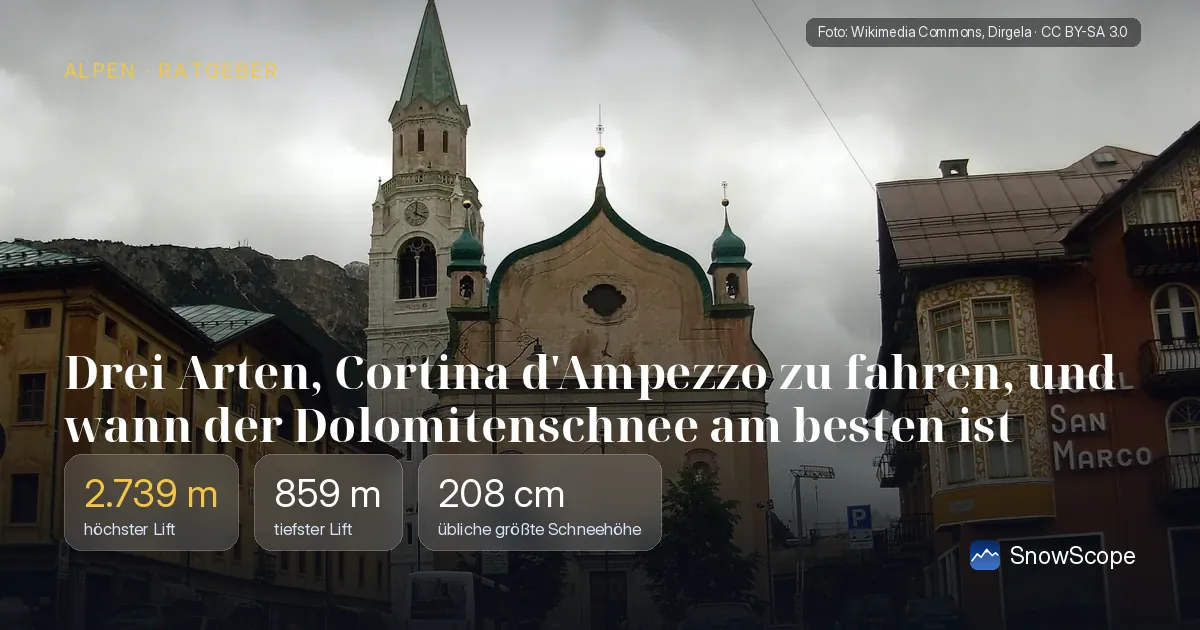 Foto: Wikimedia Commons, Dirgela · CC BY-SA 3.0
ALPEN · RATGEBER
Drei Arten, Cortina d'Ampezzo zu fahren, und
wann der Dolomitenschnee am besten ist
HOTEL
SAN
MARCO
P
2.739 m
höchster Lift
859 m
tiefster Lift
208 cm
übliche größte Schneehöhe
SnowScope